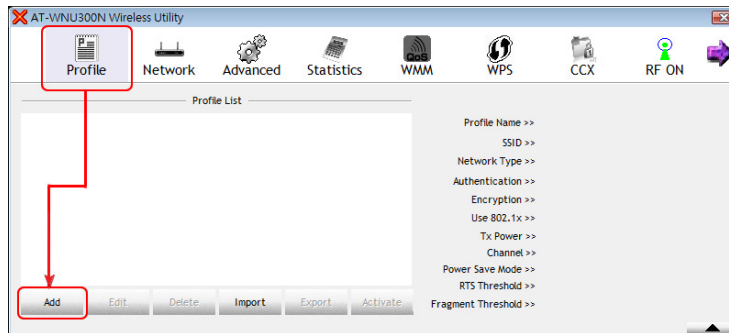 AT-WNU300N Wireless Utility
Profile Network Advanced Statistics WMM WPS CCX RF ON
QoS
Profile List
Profile Name >>
SSID >>
Network Type >>
Authentication >>
Encryption >>
Use 802.1x >>
Tx Power >>
Channel >>
Power Save Mode >>
RTS Threshold >>
Fragment Threshold >>
Add Edit Delete Import Export Activate